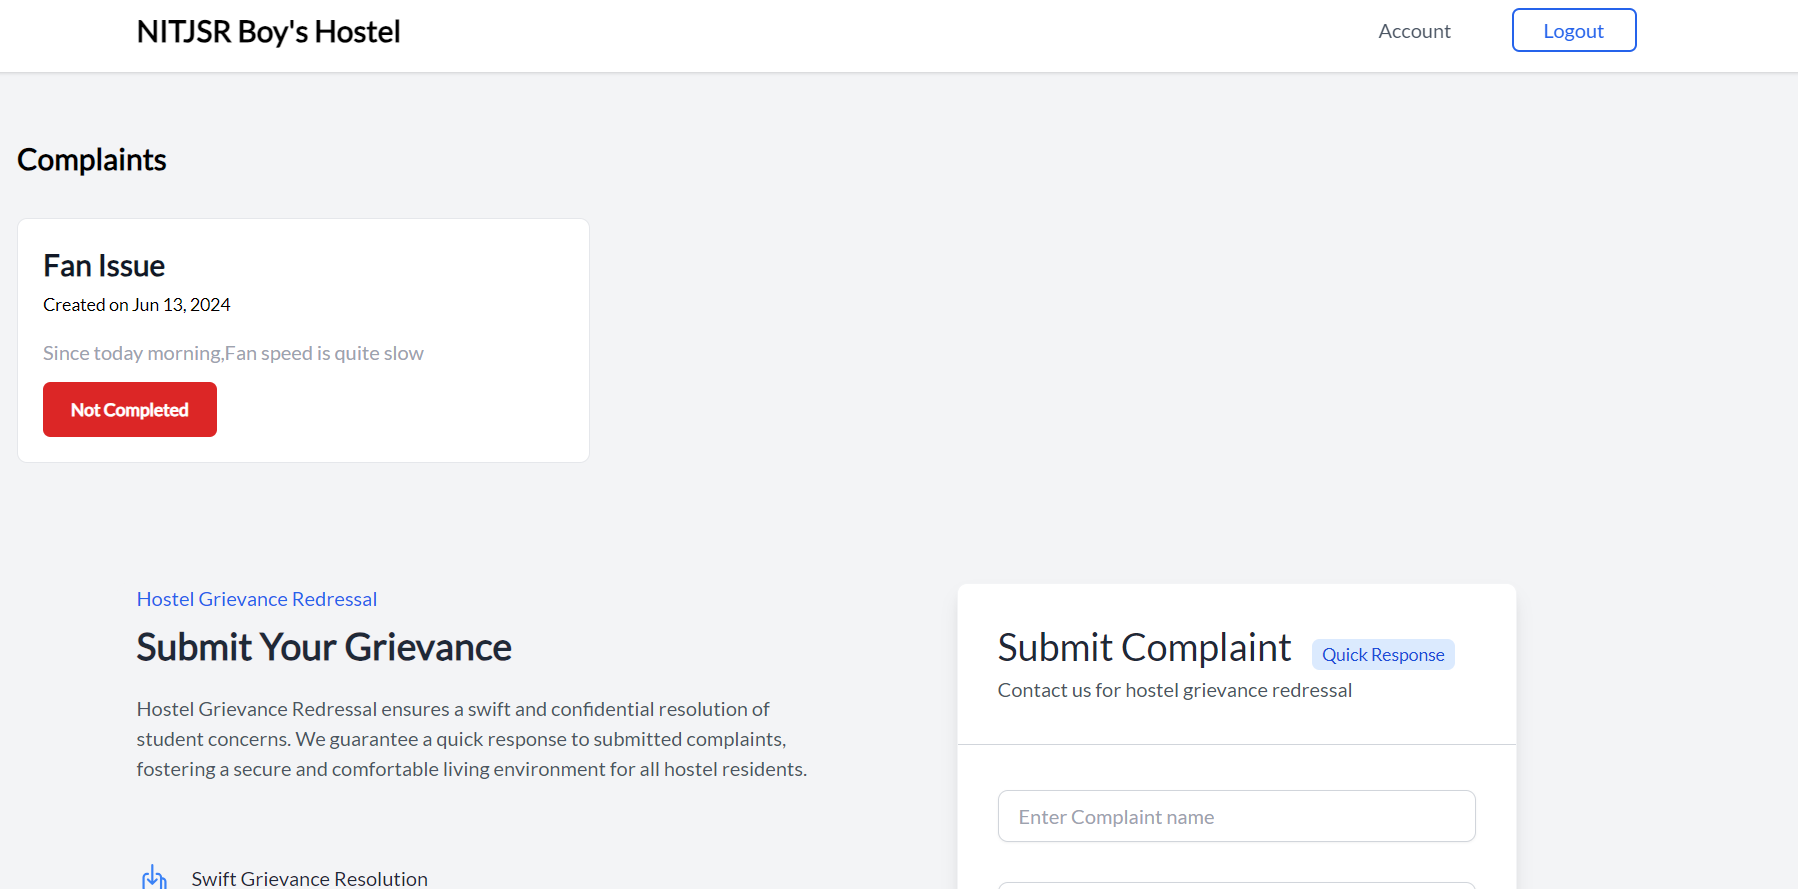 NITJSR Boy's Hostel
Account
Logout
Complaints
Fan Issue
Created on Jun 13, 2024
Since today morning,Fan speed is quite slow
Not Completed
Hostel Grievance Redressal
Submit Your Grievance
Hostel Grievance Redressal ensures a swift and confidential resolution of
student concerns. We guarantee a quick response to submitted complaints,
fostering a secure and comfortable living environment for all hostel residents.
Swift Grievance Resolution
Submit Complaint
Quick Response
Contact us for hostel grievance redressal
Enter Complaint name